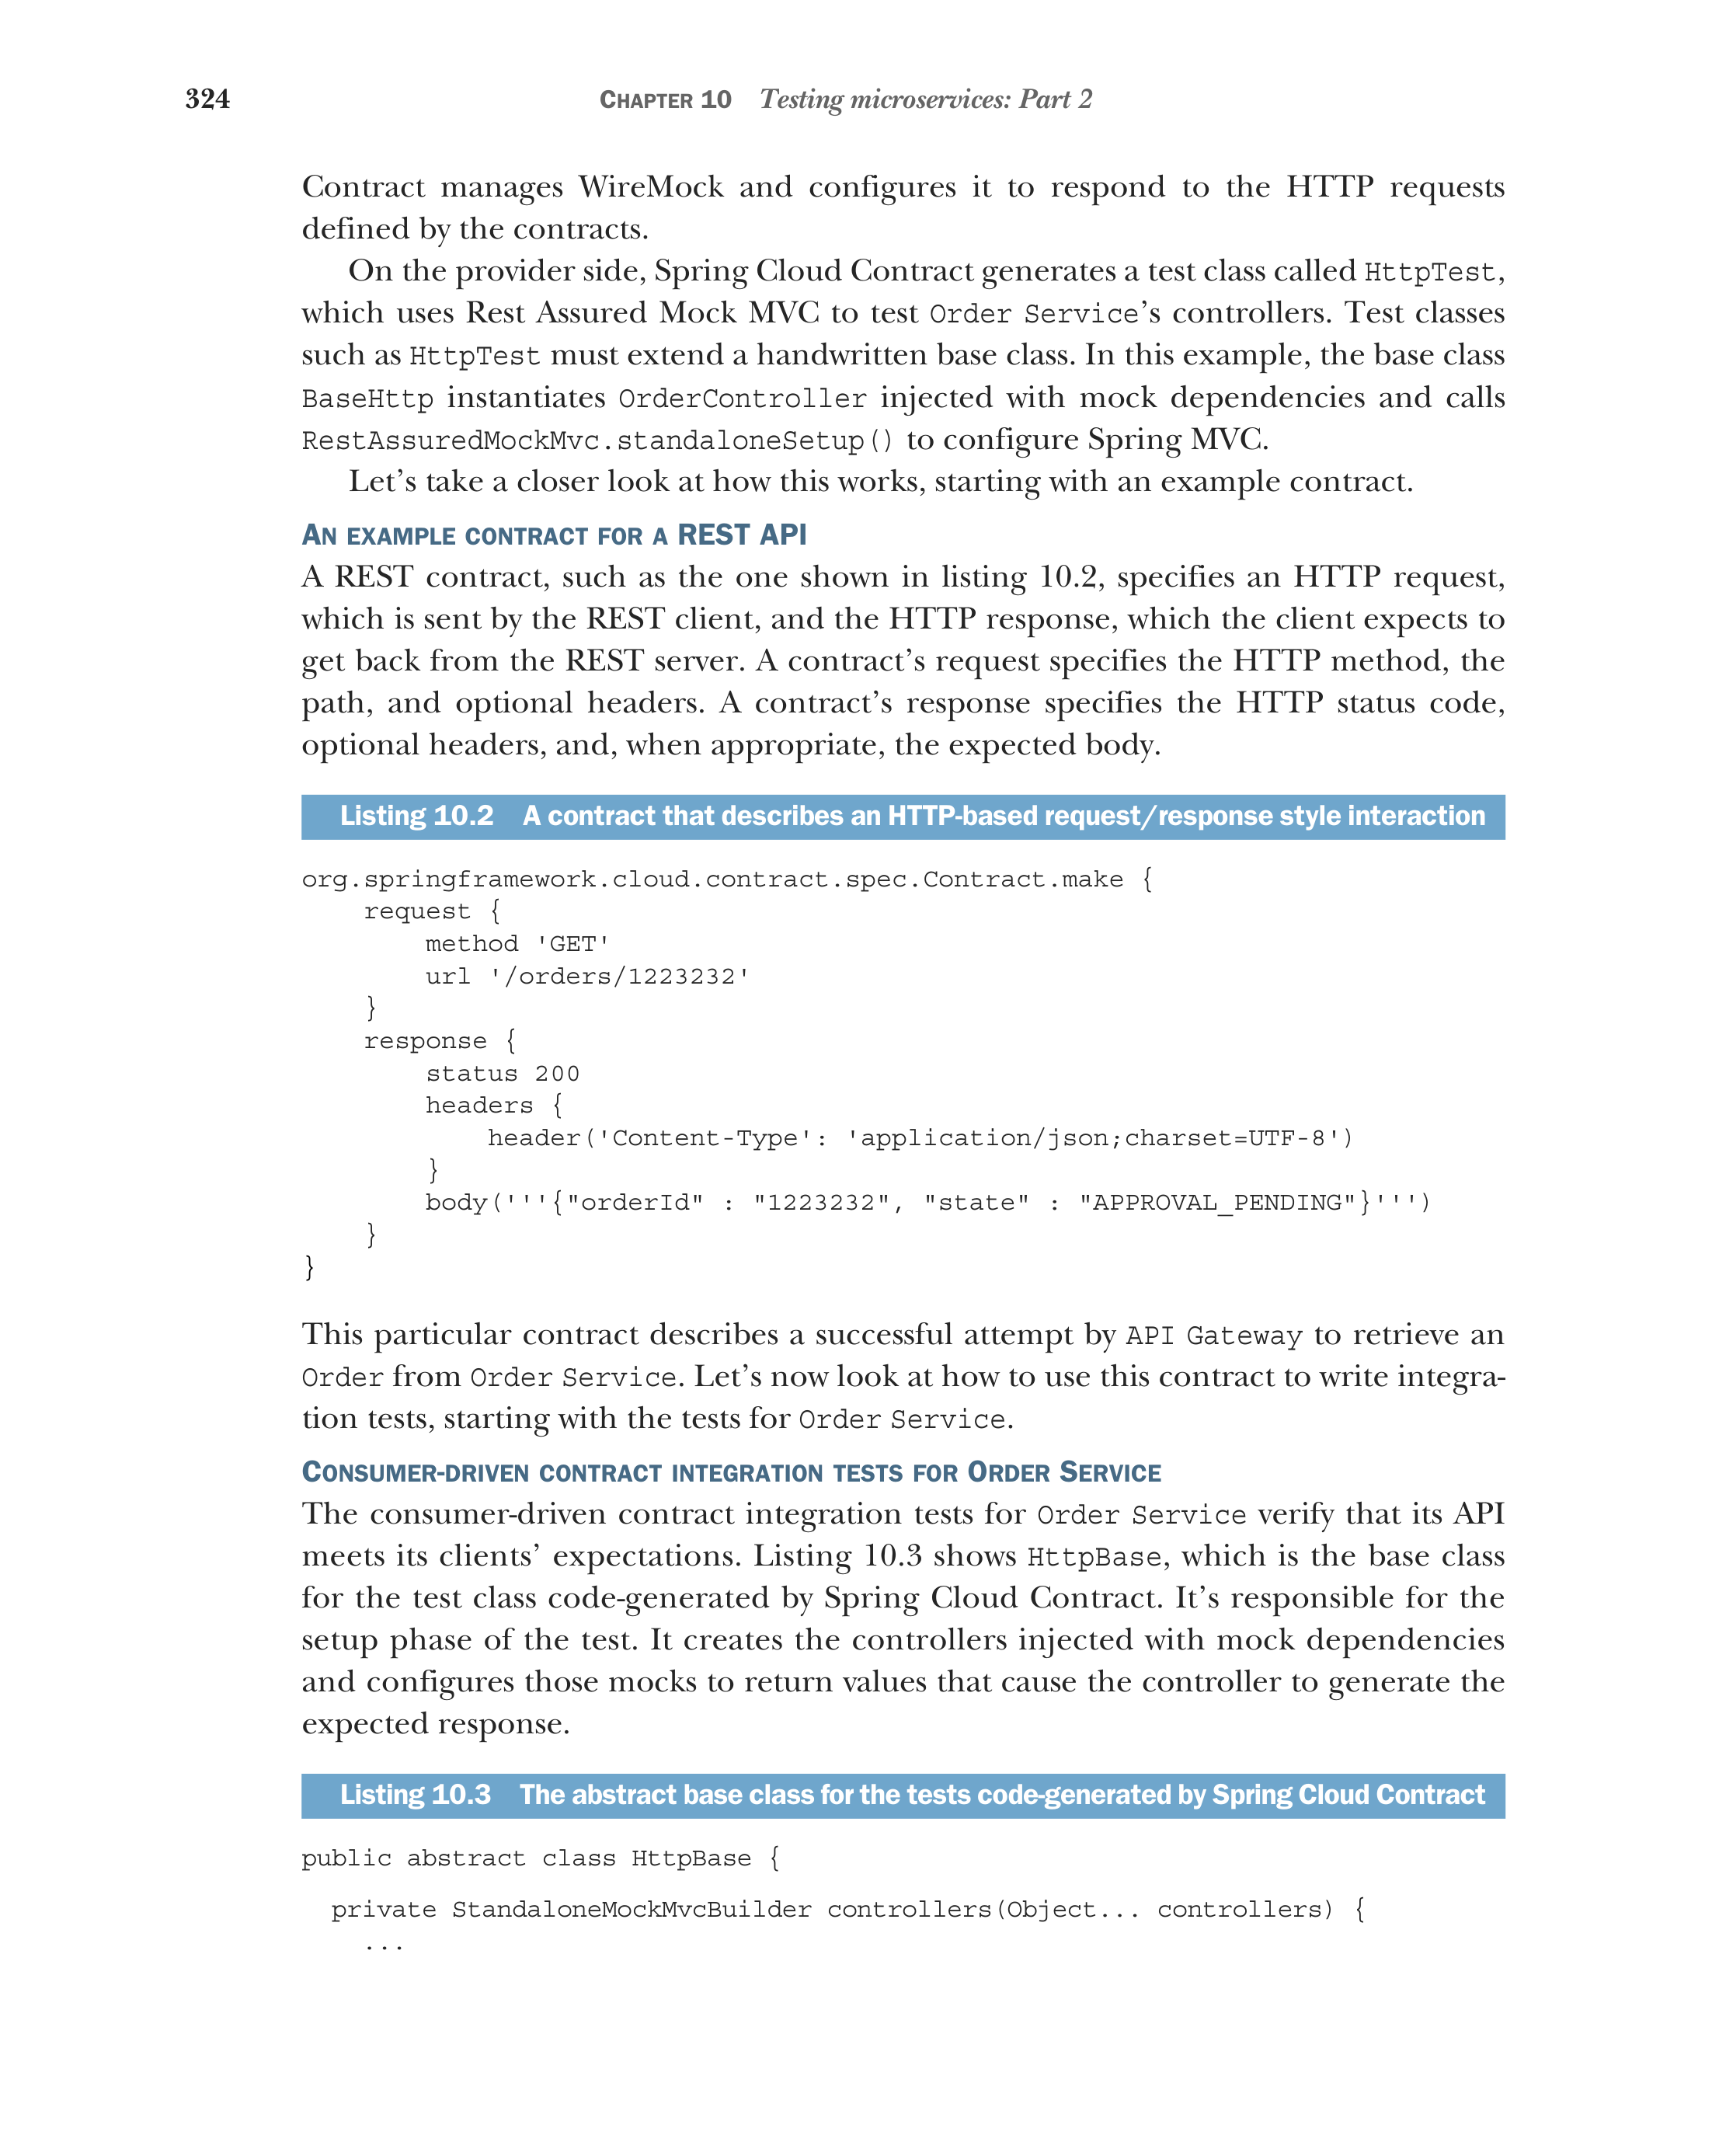 324 CHAPTER 10 Testing microservices: Part 2
Contract manages WireMock and configures it to respond to the HTTP requests
defined by the contracts.
On the provider side, Spring Cloud Contract generates a test class called HttpTest,
which uses Rest Assured Mock MVC to test Order Service’s controllers. Test classes
such as HttpTest must extend a handwritten base class. In this example, the base class
BaseHttp instantiates OrderController injected with mock dependencies and calls
RestAssuredMockMvc.standaloneSetup() to configure Spring MVC.
Let’s take a closer look at how this works, starting with an example contract.
AN EXAMPLE CONTRACT FOR A REST API
A REST contract, such as the one shown in listing 10.2, specifies an HTTP request,
which is sent by the REST client, and the HTTP response, which the client expects to
get back from the REST server. A contract’s request specifies the HTTP method, the
path, and optional headers. A contract’s response specifies the HTTP status code,
optional headers, and, when appropriate, the expected body.
Listing 10.2 A contract that describes an HTTP-based request/response style interaction
org.springframework.cloud.contract.spec.Contract.make {
    request {
        method 'GET'
        url '/orders/1223232'
    }
    response {
        status 200
        headers {
            header('Content-Type': 'application/json;charset=UTF-8')
        }
        body('''{"orderId" : "1223232", "state" : "APPROVAL_PENDING"}''')
    }
}
This particular contract describes a successful attempt by API Gateway to retrieve an
Order from Order Service. Let’s now look at how to use this contract to write integra-
tion tests, starting with the tests for Order Service.
CONSUMER-DRIVEN CONTRACT INTEGRATION TESTS FOR ORDER SERVICE
The consumer-driven contract integration tests for Order Service verify that its API
meets its clients’ expectations. Listing 10.3 shows HttpBase, which is the base class
for the test class code-generated by Spring Cloud Contract. It’s responsible for the
setup phase of the test. It creates the controllers injected with mock dependencies
and configures those mocks to return values that cause the controller to generate the
expected response.
Listing 10.3 The abstract base class for the tests code-generated by Spring Cloud Contract
public abstract class HttpBase {
  private StandaloneMockMvcBuilder controllers(Object... controllers) {
    ...